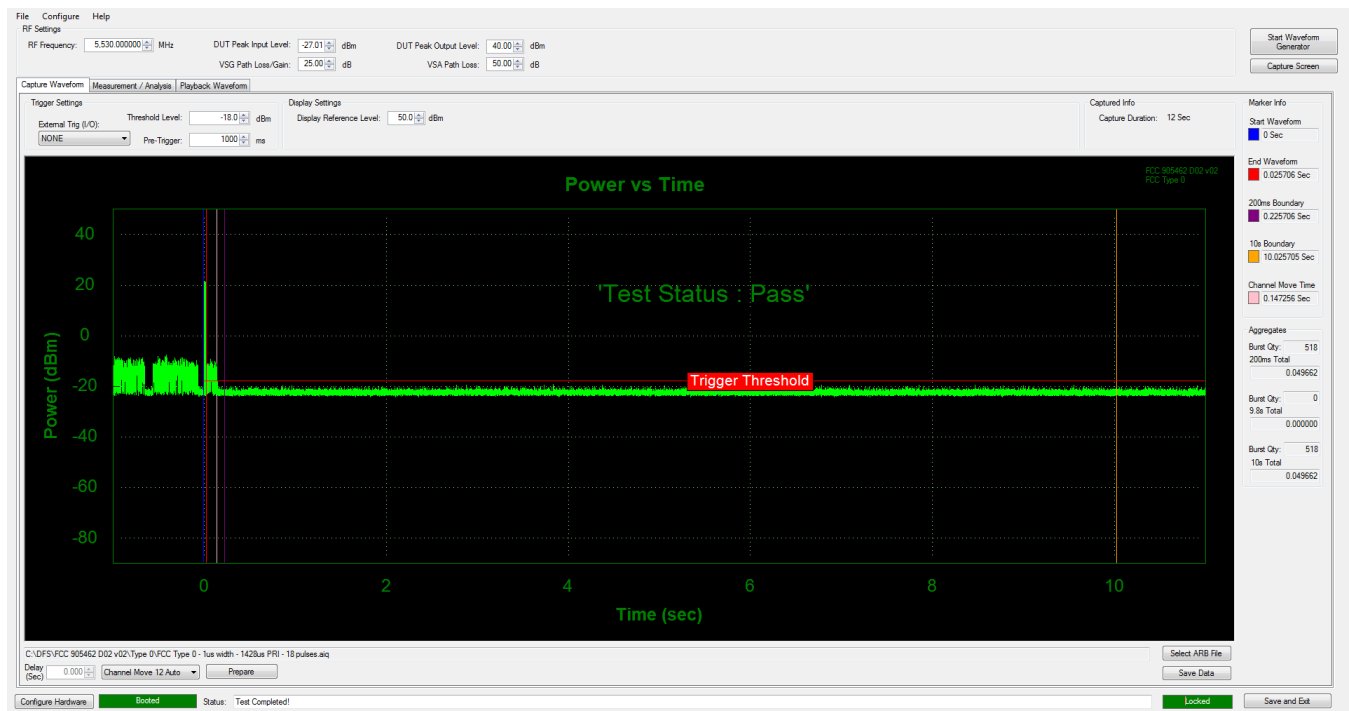 File Configure Help
RF Settings
RF Frequency: 5,530.000000 MHz DUT Peak Input Level: -27.01 dBm DUT Peak Output Level: 40.00 dBm
VSG Path Loss/Gain: 25.00 dB VSA Path Loss: 50.00 dB
Start Waveform
Generator
Capture Screen
Capture Waveform Measurement / Analysis Playback Waveform
Trigger Settings
External Trig (I/O):
NONE
Threshold Level: -18.0 dBm
Pre-Trigger: 1000 ms
Display Settings
Display Reference Level: 50.0 dBm
Captured Info
Capture Duration: 12 Sec
Marker Info
Start Waveform
0 Sec
End Waveform
0.025706 Sec
200ms Boundary
0.225706 Sec
10s Boundary
10.025705 Sec
Channel Move Time
0.147256 Sec
Aggregates
Burst Qty: 518
200ms Total
0.049662
Burst Qty: 0
9.8s Total
0.000000
Burst Qty: 518
10s Total
0.049662
Power vs Time
FCC 905462 D02 v02
FCC Type 0
'Test Status : Pass'
Trigger Threshold
Power (dBm)
40
20
0
-20
-40
-60
-80
0 2 4 6 8 10
Time (sec)
C:\DFS\FCC 905462 D02 v02\Type 0\FCC Type 0 - 1us width - 1428us PRI - 18 pulses.aiq
Select ARB File
Delay
(Sec) 0.000 Channel Move 12 Auto Prepare
Save Data
Configure Hardware Booted Status: Test Completed! Locked Save and Exit